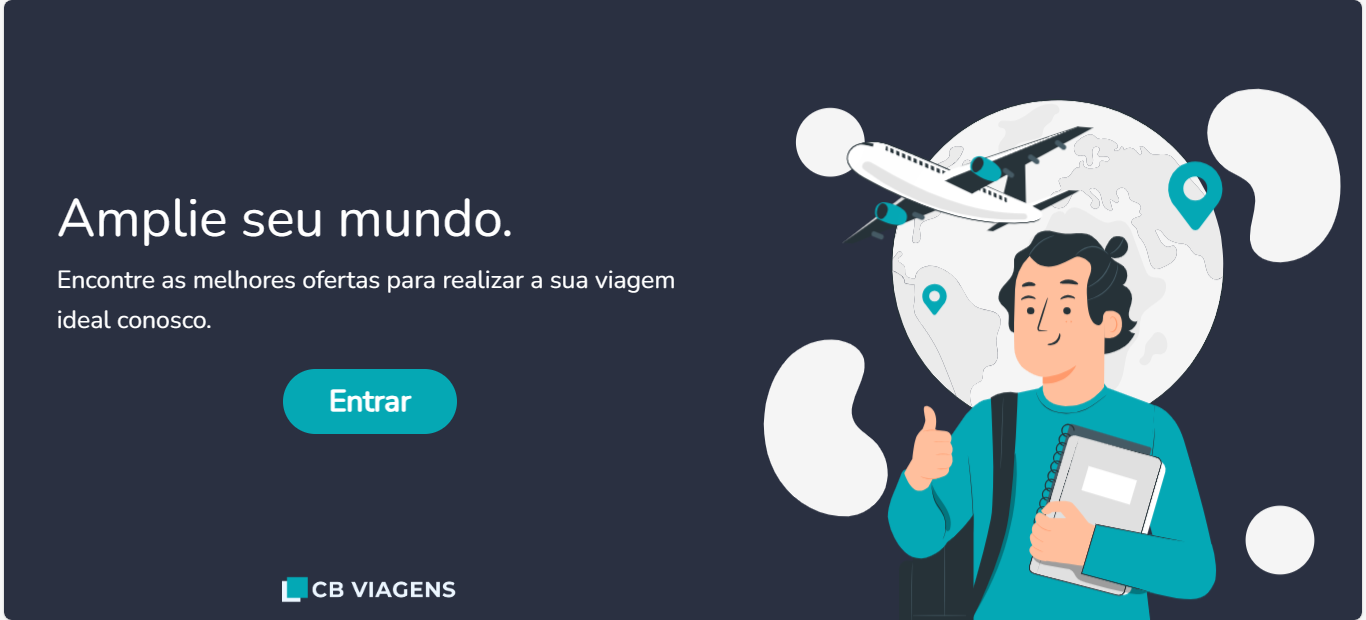 Amplie seu mundo.
Encontre as melhores ofertas para realizar a sua viagem
ideal conosco.
Entrar
CB VIAGENS